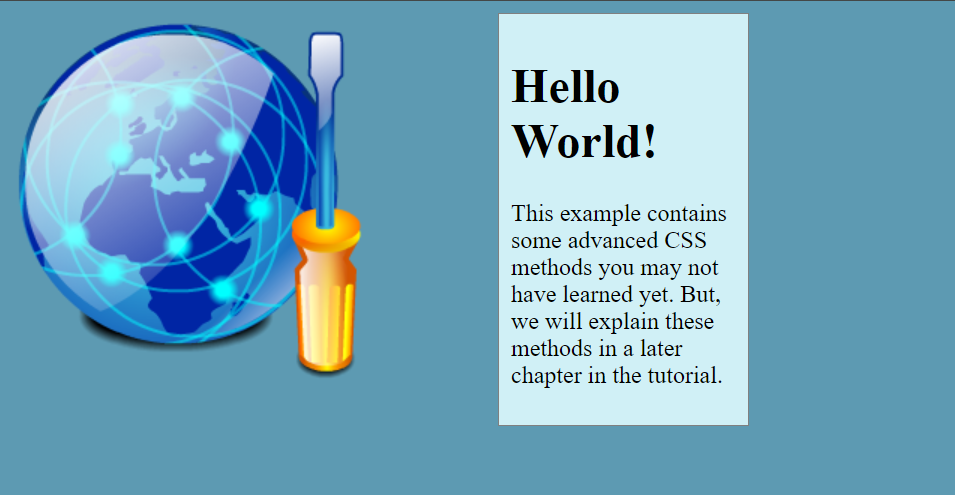 Hello
World!
This example contains
some advanced CSS
methods you may not
have learned yet. But,
we will explain these
methods in a later
chapter in the tutorial.